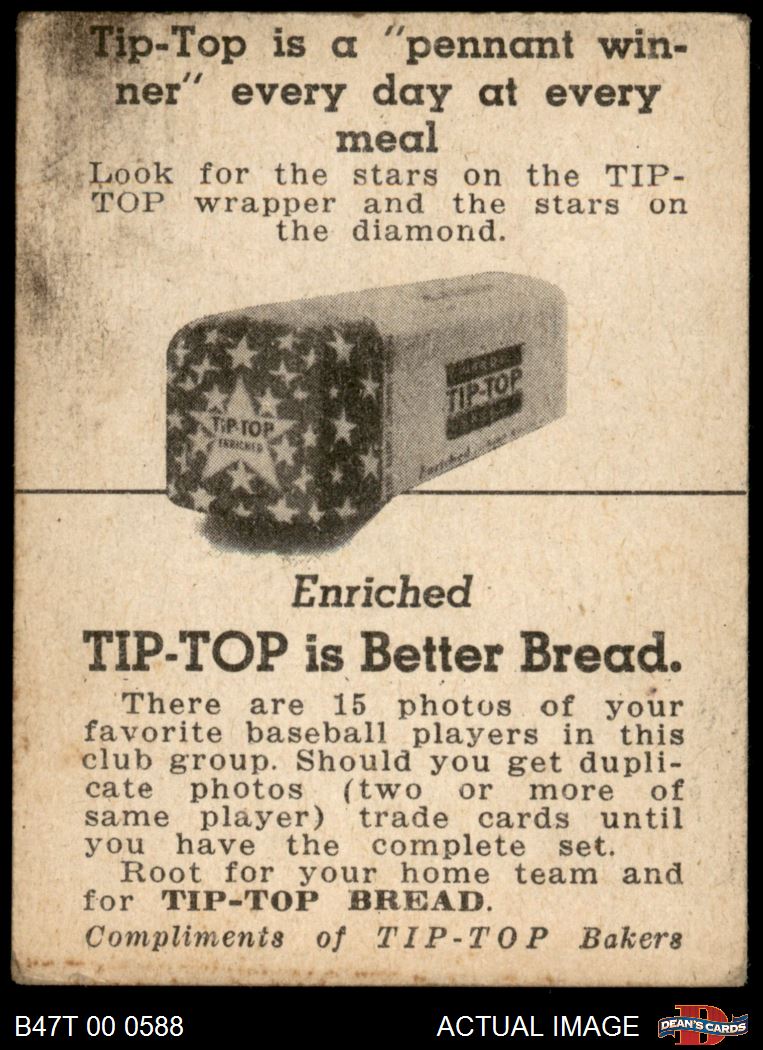 Tip-Top is a "pennant win-
ner" every day at every
meal
Look for the stars on the TIP-
TOP wrapper and the stars on
the diamond.
TIP-TOP
ENRICHED
TIP-TOP
Enriched
Enriched
TIP-TOP is Better Bread.
There are 15 photos of your
favorite baseball players in this
club group. Should you get dupli-
cate photos (two or more of
same player) trade cards until
you have the complete set.
Root for your home team and
for TIP-TOP BREAD.
Compliments of TIP-TOP Bakers
B47T 00 0588
ACTUAL IMAGE
DEAN'S CARDS